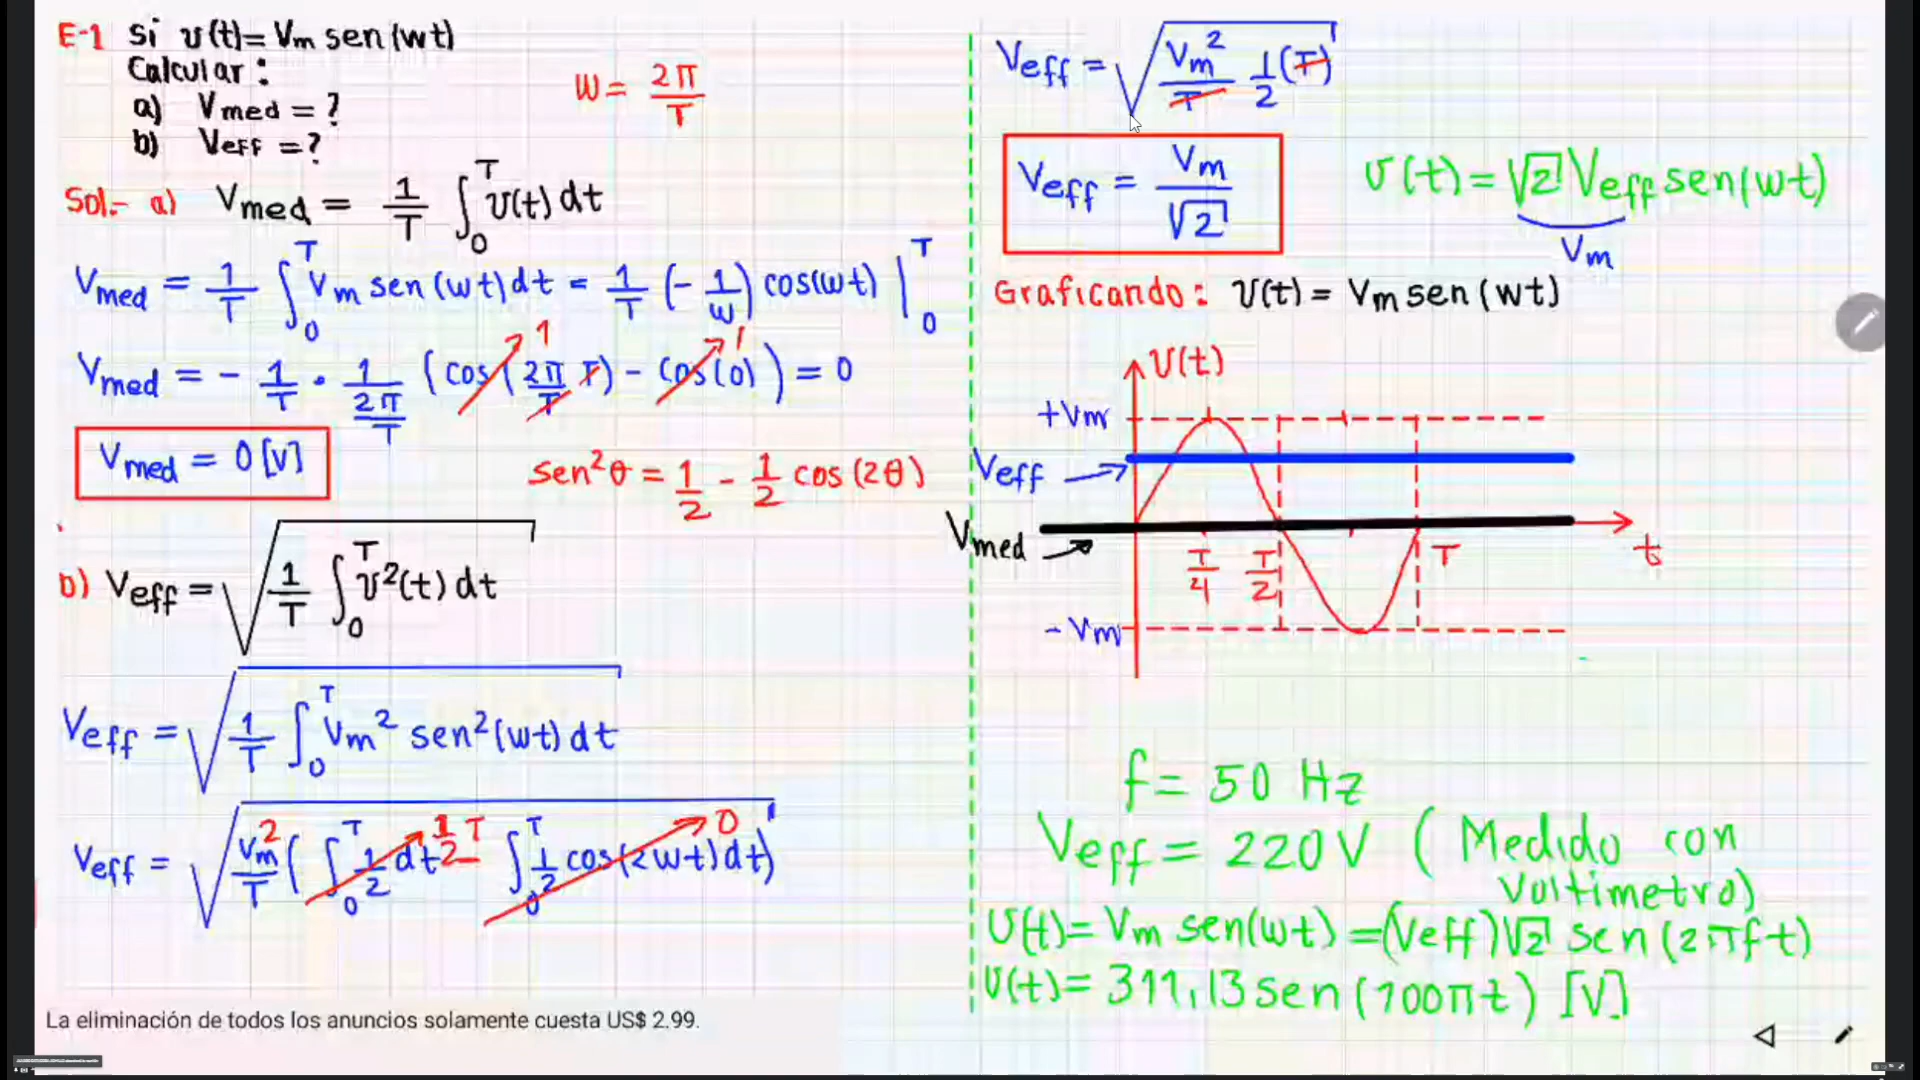 E-1 si v(t)= Vm sen(wt)
Calcular:
a) Vmed = ?
b) Veff = ?
w = 2π/T
Sol.- a) Vmed = 1/T ∫₀ᵀ v(t) dt
Vmed = 1/T ∫₀ᵀ Vm sen(wt) dt = 1/T (- 1/w) cos(wt) |₀ᵀ
Vmed = - 1/T · 1/(2π/T) (cos(2π/T T) - cos(0)) = 0
1 1
Vmed = 0 [V]
sen²θ = 1/2 - 1/2 cos(2θ)
b) Veff = √(1/T ∫₀ᵀ v²(t) dt)
Veff = √(1/T ∫₀ᵀ Vm² sen²(wt) dt)
Veff = √(Vm²/T (∫₀ᵀ 1/2 dt ∫₀ᵀ 1/2 cos(2wt) dt))
1/2 T 0
La eliminación de todos los anuncios solamente cuesta US$ 2.99.
Veff = √(Vm²/T 1/2 (T))
Veff = Vm/√2
v(t) = √2 Veff sen(wt)
Vm
Graficando: v(t) = Vm sen(wt)
v(t)
+Vm
Veff
Vmed
T/4 T/2 T t
-Vm
f = 50 Hz
Veff = 220 V (Medido con
voltimetro)
v(t) = Vm sen(wt) = (Veff)√2 sen(2πft)
v(t) = 311,13 sen(100πt) [V]